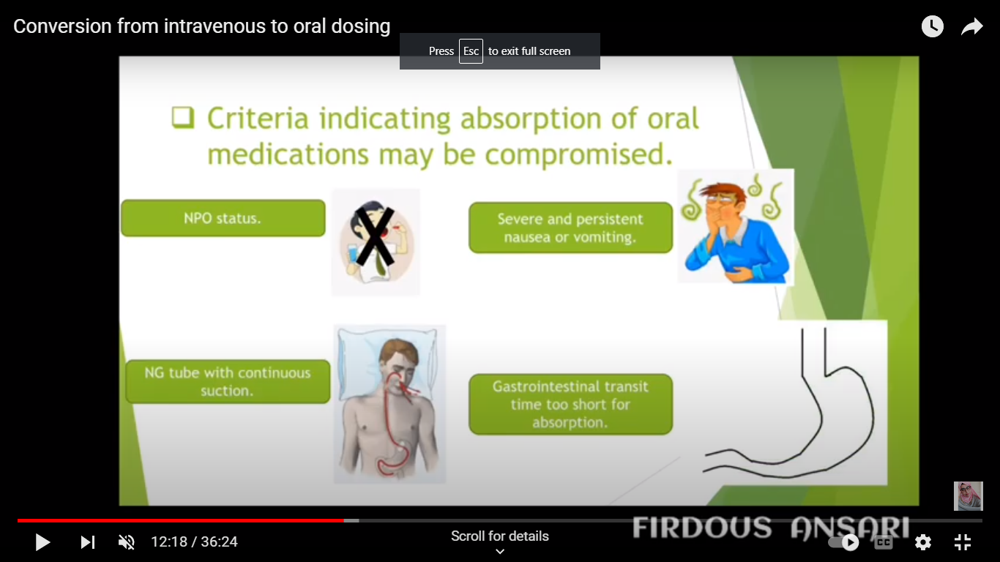 Conversion from intravenous to oral dosing
Press Esc to exit full screen
❑ Criteria indicating absorption of oral
medications may be compromised.
NPO status.
Severe and persistent
nausea or vomiting.
NG tube with continuous
suction.
Gastrointestinal transit
time too short for
absorption.
FIRDOUS ANSARI
12:18 / 36:24
Scroll for details
CC